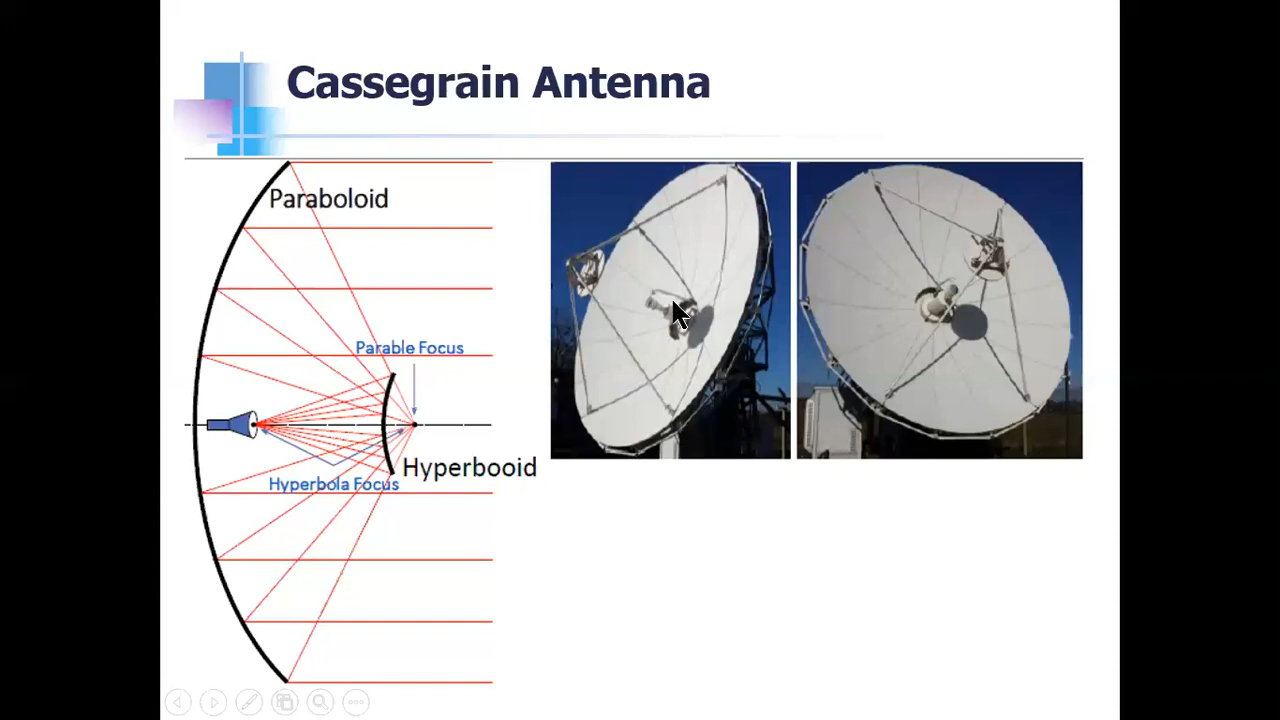 Cassegrain Antenna
Paraboloid
Parable Focus
Hyperbooid
Hyperbola Focus